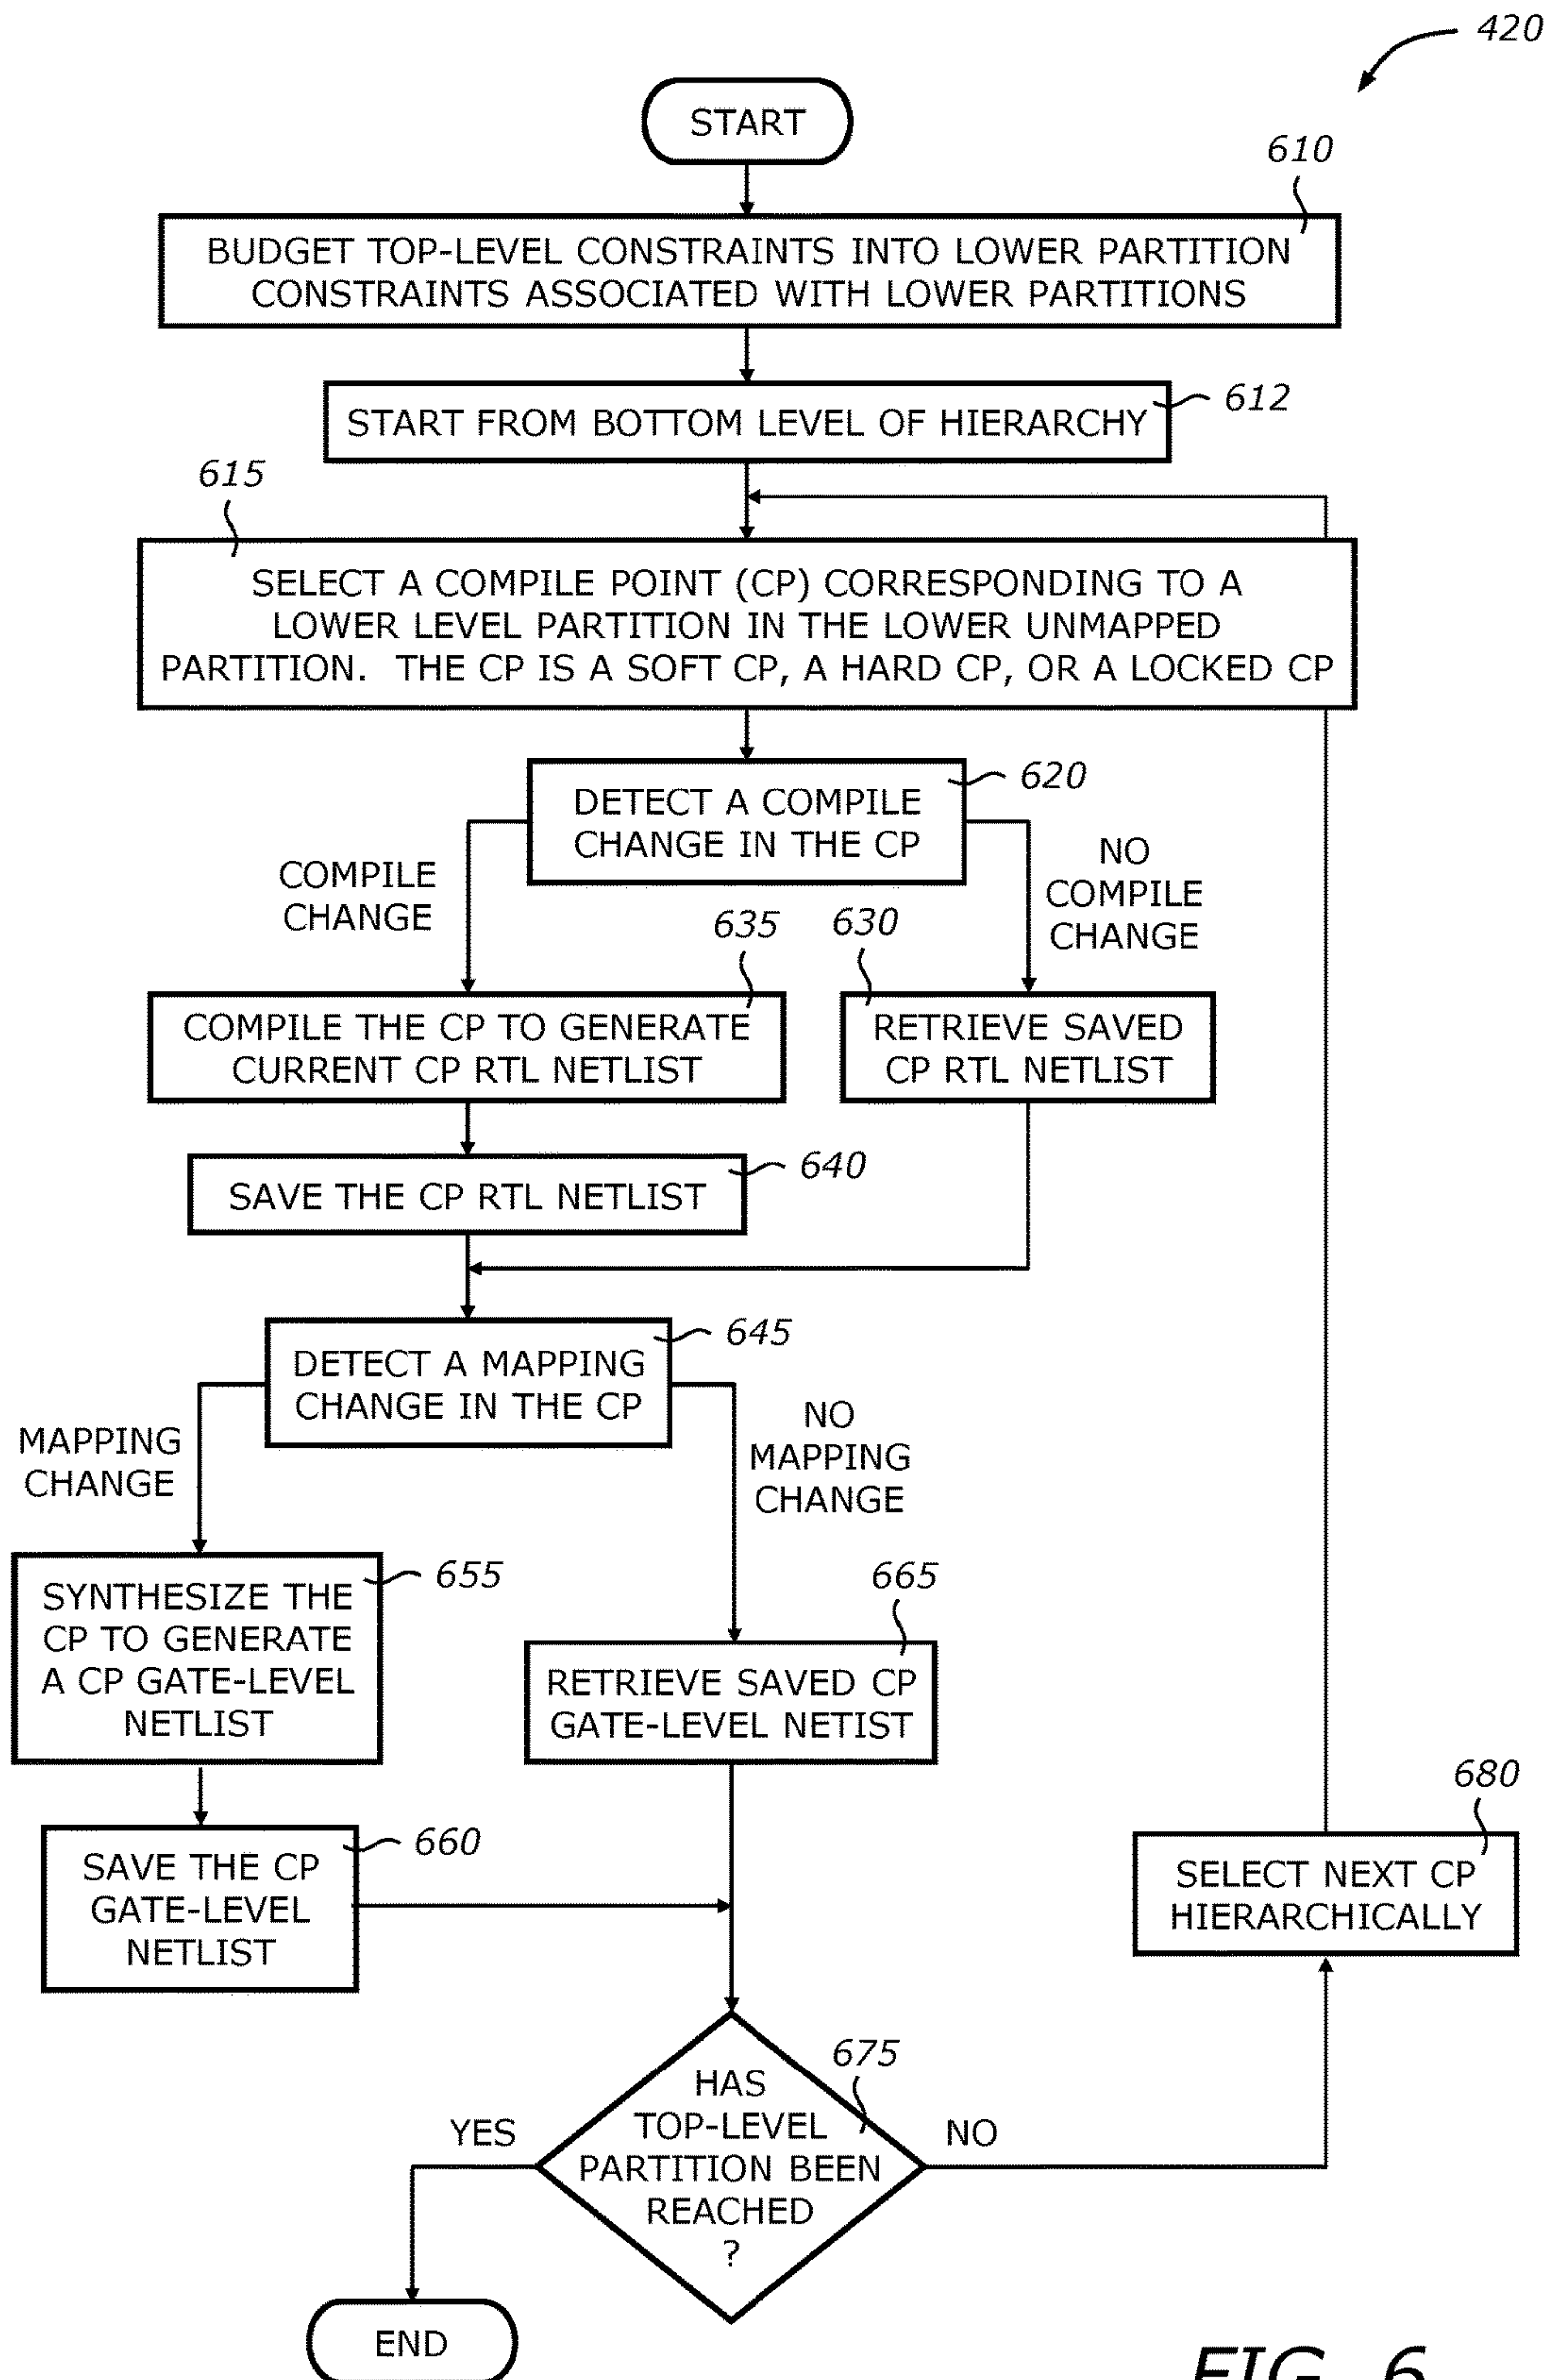 420
START
610
BUDGET TOP-LEVEL CONSTRAINTS INTO LOWER PARTITION
CONSTRAINTS ASSOCIATED WITH LOWER PARTITIONS
START FROM BOTTOM LEVEL OF HIERARCHY
612
615
SELECT A COMPILE POINT (CP) CORRESPONDING TO A
LOWER LEVEL PARTITION IN THE LOWER UNMAPPED
PARTITION. THE CP IS A SOFT CP, A HARD CP, OR A LOCKED CP
620
DETECT A COMPILE
CHANGE IN THE CP
COMPILE
CHANGE
NO
COMPILE
CHANGE
635
630
COMPILE THE CP TO GENERATE
CURRENT CP RTL NETLIST
RETRIEVE SAVED
CP RTL NETLIST
640
SAVE THE CP RTL NETLIST
645
DETECT A MAPPING
CHANGE IN THE CP
MAPPING
CHANGE
NO
MAPPING
CHANGE
655
SYNTHESIZE THE
CP TO GENERATE
A CP GATE-LEVEL
NETLIST
665
RETRIEVE SAVED CP
GATE-LEVEL NETIST
660
SAVE THE CP
GATE-LEVEL
NETLIST
680
SELECT NEXT CP
HIERARCHICALLY
675
HAS
TOP-LEVEL
PARTITION BEEN
REACHED
?
YES
NO
END
FIG. 6